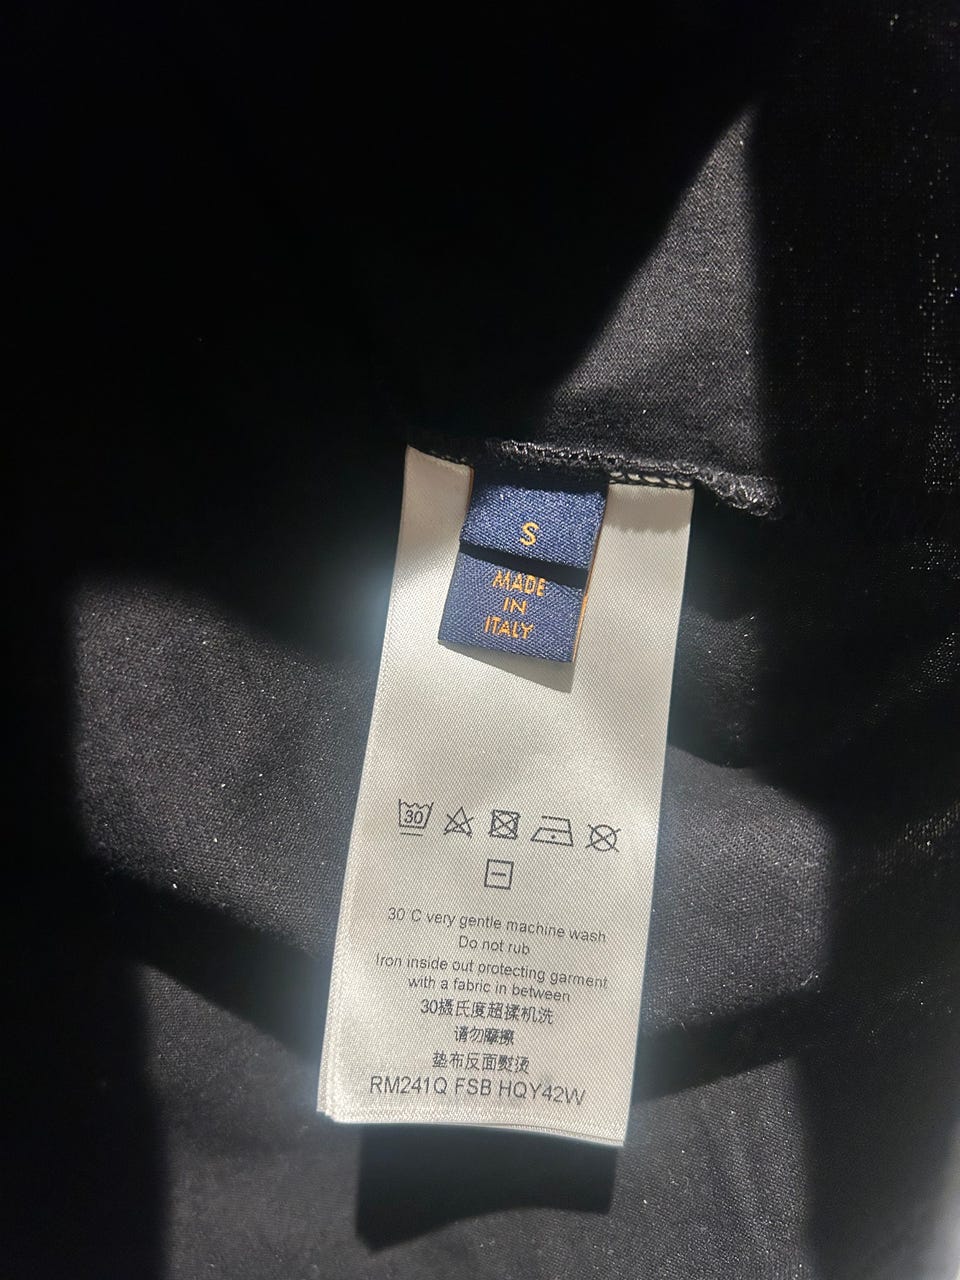 S
MADE
IN
ITALY
30
30°C very gentle machine wash
Do not rub
Iron inside out protecting garment
with a fabric in between
30摄氏度超揉机洗
请勿摩擦
垫布反面熨烫
RM241Q FSB HQY42W